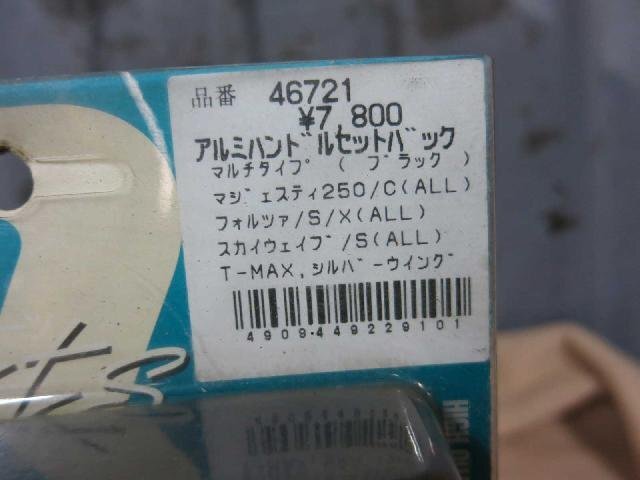 品番 46721
¥7 800
アルミハンドルセットバック
マルチタイプ ( ブラック )
マジェスティ250/C(ALL)
フォルツァ/S/X(ALL)
スカイウェイブ/S(ALL)
T-MAX,シルバーウイング
4909449229101
HIGH